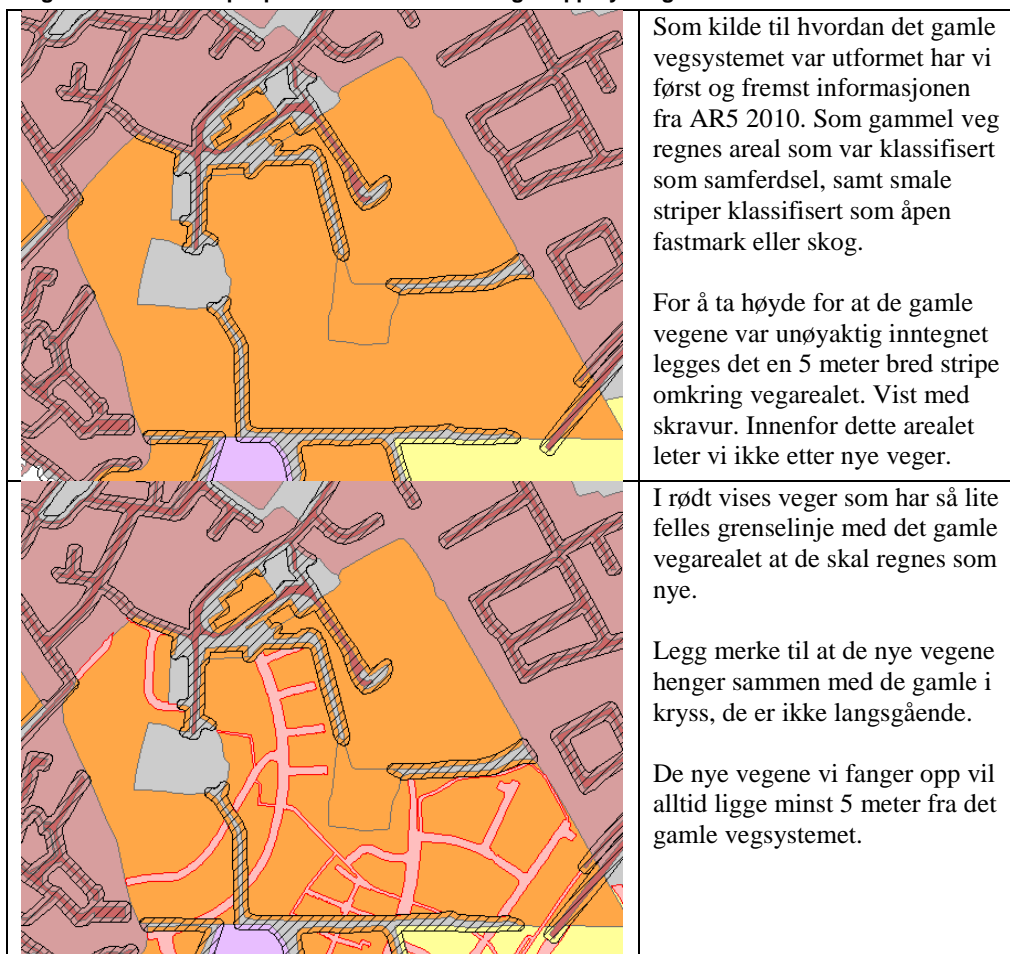 Som kilde til hvordan det gamle
vegsystemet var utformet har vi
først og fremst informasjonen
fra AR5 2010. Som gammel veg
regnes areal som var klassifisert
som samferdsel, samt smale
striper klassifisert som åpen
fastmark eller skog.
For å ta høyde for at de gamle
vegene var unøyaktig inntegnet
legges det en 5 meter bred stripe
omkring vegarealet. Vist med
skravur. Innenfor dette arealet
leter vi ikke etter nye veger.
I rødt vises veger som har så lite
felles grenselinje med det gamle
vegarealet at de skal regnes som
nye.
Legg merke til at de nye vegene
henger sammen med de gamle i
kryss, de er ikke langsgående.
De nye vegene vi fanger opp vil
alltid ligge minst 5 meter fra det
gamle vegsystemet.